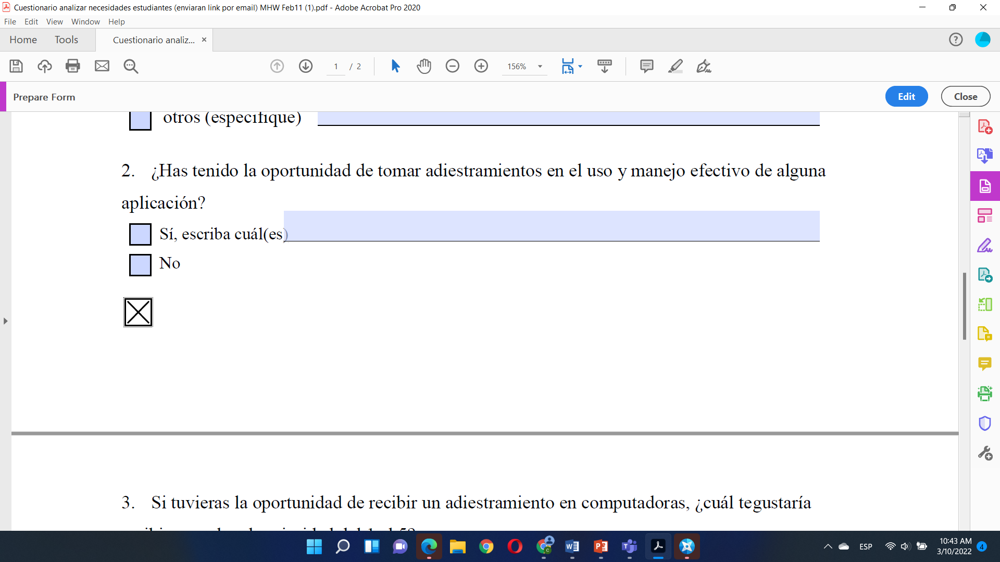 Cuestionario analizar necesidades estudiantes (enviaran link por email) MHW Feb11 (1).pdf - Adobe Acrobat Pro 2020
File Edit View Window Help
Home Tools Cuestionario analiz... ×
1 / 2 156%
Prepare Form Edit Close
otros (especifique)
2. ¿Has tenido la oportunidad de tomar adiestramientos en el uso y manejo efectivo de alguna
aplicación?
Sí, escriba cuál(es)
No
3. Si tuvieras la oportunidad de recibir un adiestramiento en computadoras, ¿cuál tegustaría
ESP 10:43 AM
3/10/2022 4